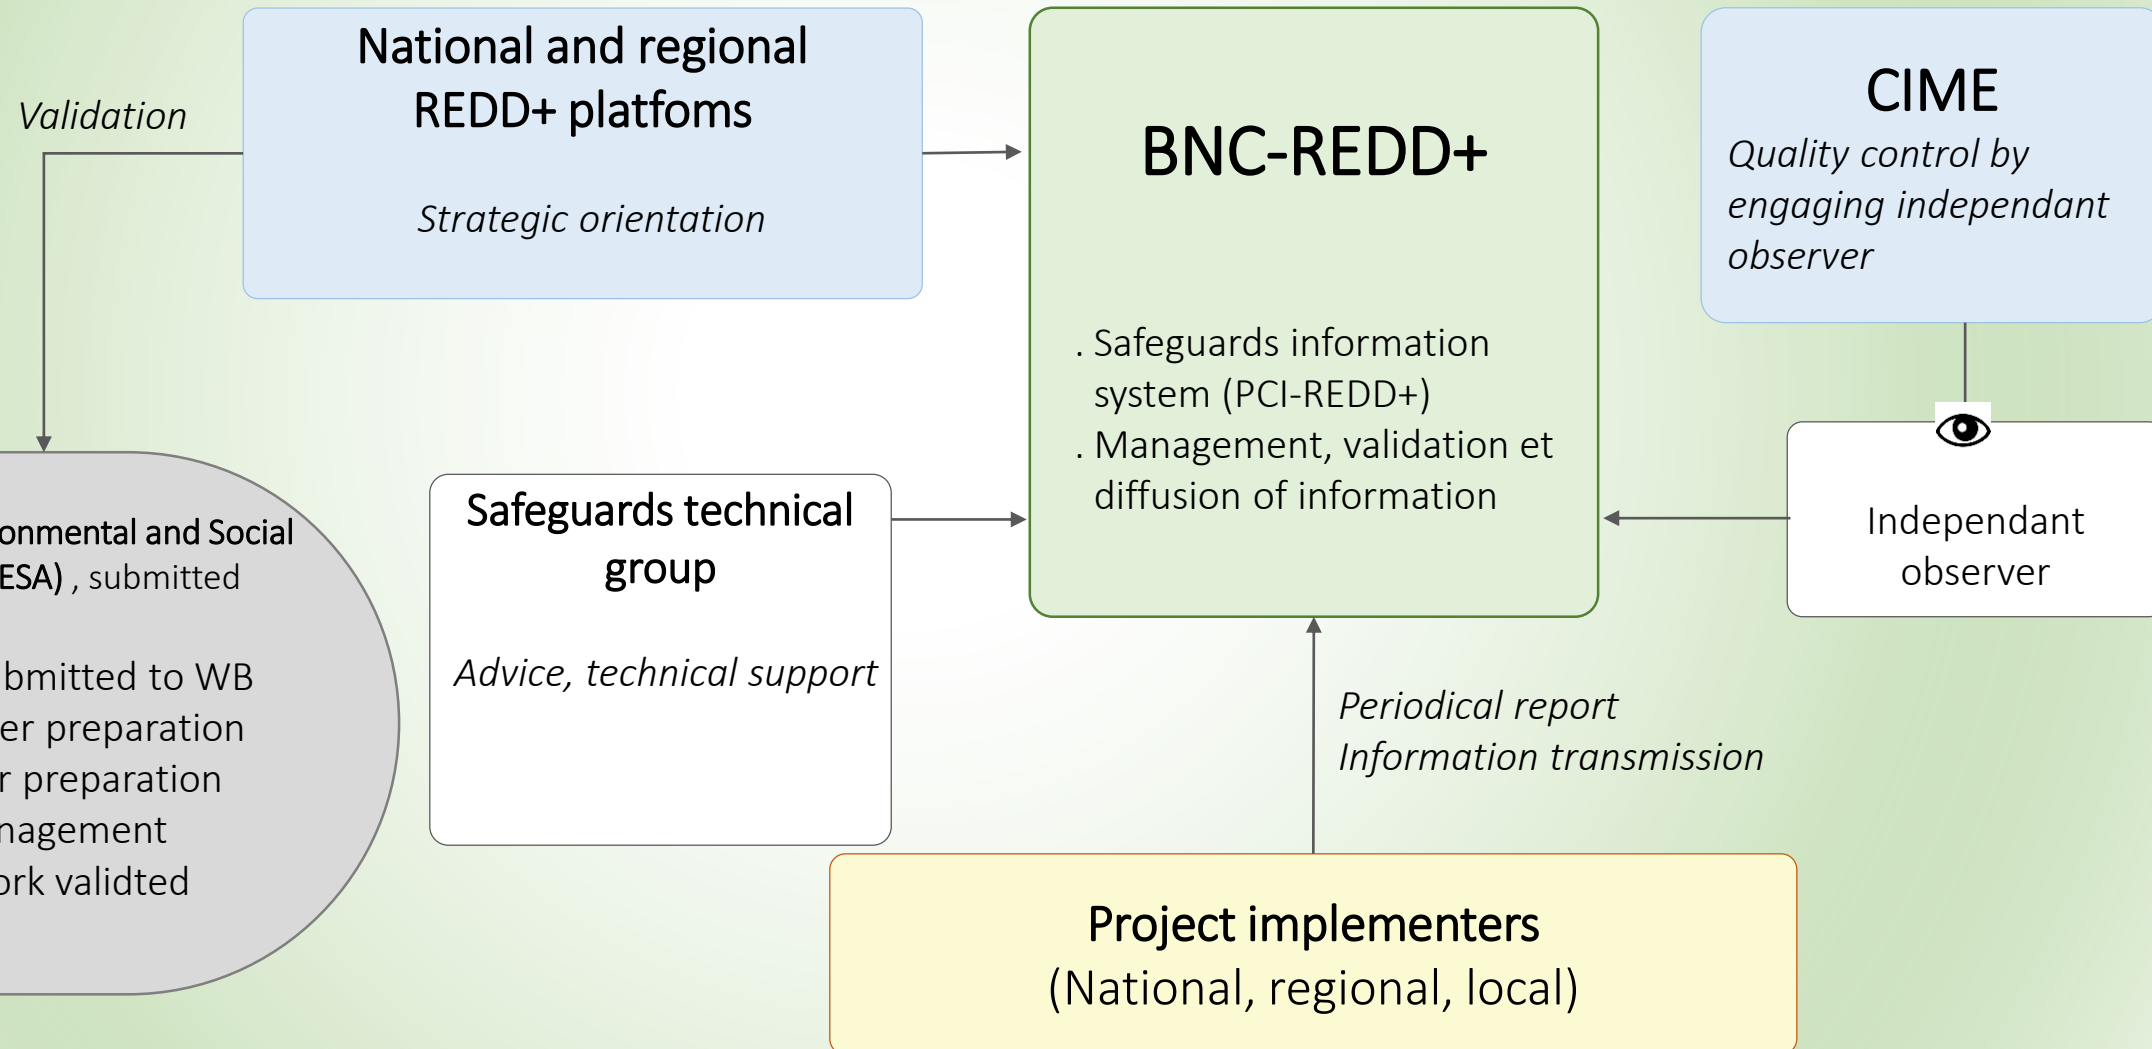 Validation
National and regional
REDD+ platfoms
Strategic orientation
BNC-REDD+
. Safeguards information
system (PCI-REDD+)
. Management, validation et
diffusion of information
CIME
Quality control by
engaging independant
observer
Independant
observer
onmental and Social
ESA) , submitted
bmitted to WB
er preparation
r preparation
nagement
ork validted
Safeguards technical
group
Advice, technical support
Periodical report
Information transmission
Project implementers
(National, regional, local)